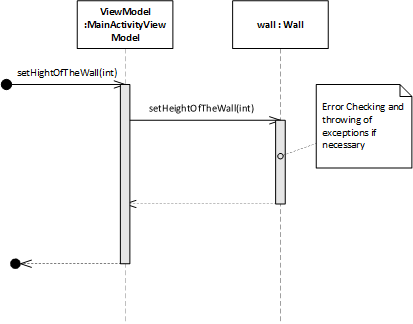 ViewModel
:MainActivityView
Model
wall : Wall
setHightOfTheWall(int)
setHeightOfTheWall(int)
Error Checking and
throwing of
exceptions if
necessary